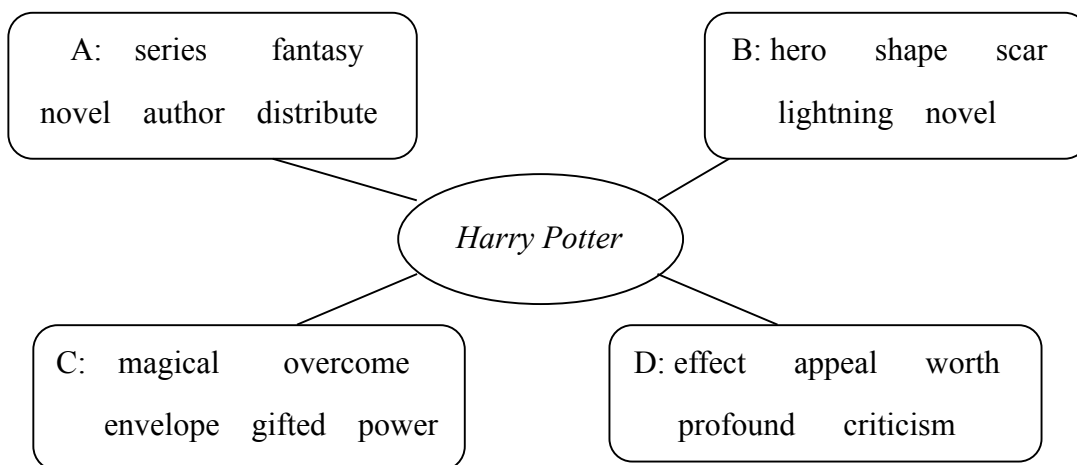 A: series fantasy
novel author distribute
B: hero shape scar
lightning novel
Harry Potter
C: magical overcome
envelope gifted power
D: effect appeal worth
profound criticism